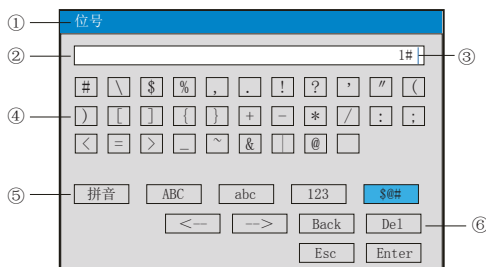 ① 位号
② 1# ③
# \ $ % , . ! ? ' " (
④ ) [ ] { } + - * / : ;
< = > _ ~ & | @
⑤ 拼音 ABC abc 123 $@#
<-- --> Back Del ⑥
Esc Enter